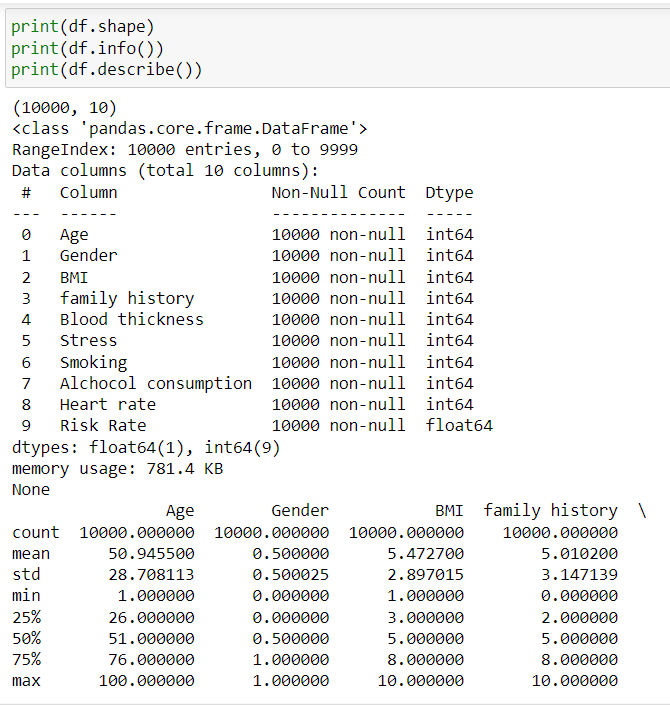 print(df.shape)
print(df.info())
print(df.describe())
(10000, 10)
<class 'pandas.core.frame.DataFrame'>
RangeIndex: 10000 entries, 0 to 9999
Data columns (total 10 columns):
 #   Column               Non-Null Count  Dtype
---  ------               --------------  -----
 0   Age                  10000 non-null  int64
 1   Gender               10000 non-null  int64
 2   BMI                  10000 non-null  int64
 3   family history       10000 non-null  int64
 4   Blood thickness      10000 non-null  int64
 5   Stress               10000 non-null  int64
 6   Smoking              10000 non-null  int64
 7   Alchocol consumption  10000 non-null  int64
 8   Heart rate           10000 non-null  int64
 9   Risk Rate            10000 non-null  float64
dtypes: float64(1), int64(9)
memory usage: 781.4 KB
None
                Age        Gender           BMI  family history  \
count  10000.000000  10000.000000  10000.000000    10000.000000
mean      50.945500      0.500000      5.472700        5.010200
std       28.708113      0.500025      2.897015        3.147139
min        1.000000      0.000000      1.000000        0.000000
25%       26.000000      0.000000      3.000000        2.000000
50%       51.000000      0.500000      5.000000        5.000000
75%       76.000000      1.000000      8.000000        8.000000
max      100.000000      1.000000     10.000000       10.000000